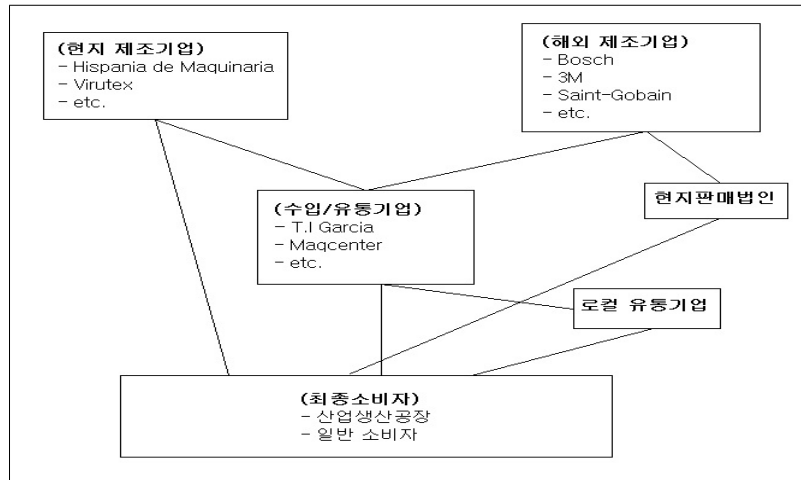 (현지 제조기업)
- Hispania de Maquinaria
- Virutex
- etc.
(해외 제조기업)
- Bosch
- 3M
- Saint-Gobain
- etc.
현지판매법인
(수입/유통기업)
- T.I Garcia
- Maqcenter
- etc.
로컬 유통기업
(최종소비자)
- 산업생산공장
- 일반 소비자